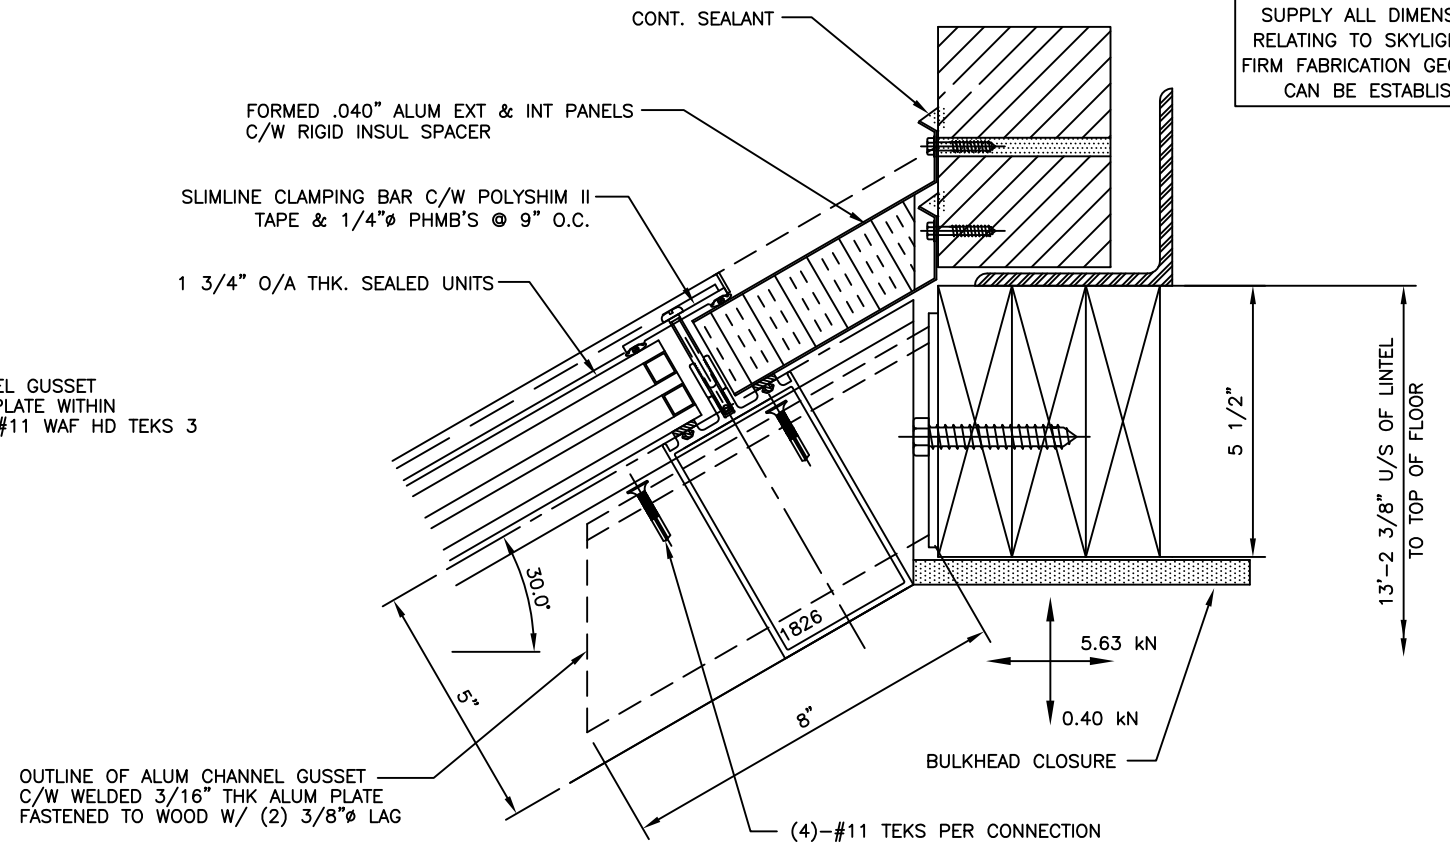 CONT. SEALANT
SUPPLY ALL DIMENS
RELATING TO SKYLIG
FIRM FABRICATION GEO
CAN BE ESTABLIS
FORMED .040" ALUM EXT & INT PANELS
C/W RIGID INSUL SPACER
SLIMLINE CLAMPING BAR C/W POLYSHIM II
TAPE & 1/4"ø PHMB'S @ 9" O.C.
1 3/4" O/A THK. SEALED UNITS
EL GUSSET
PLATE WITHIN
#11 WAF HD TEKS 3
5 1/2"
13'-2 3/8" U/S OF LINTEL
TO TOP OF FLOOR
30.0°
1826
5"
8"
5.63 kN
0.40 kN
BULKHEAD CLOSURE
OUTLINE OF ALUM CHANNEL GUSSET
C/W WELDED 3/16" THK ALUM PLATE
FASTENED TO WOOD W/ (2) 3/8"ø LAG
(4)-#11 TEKS PER CONNECTION